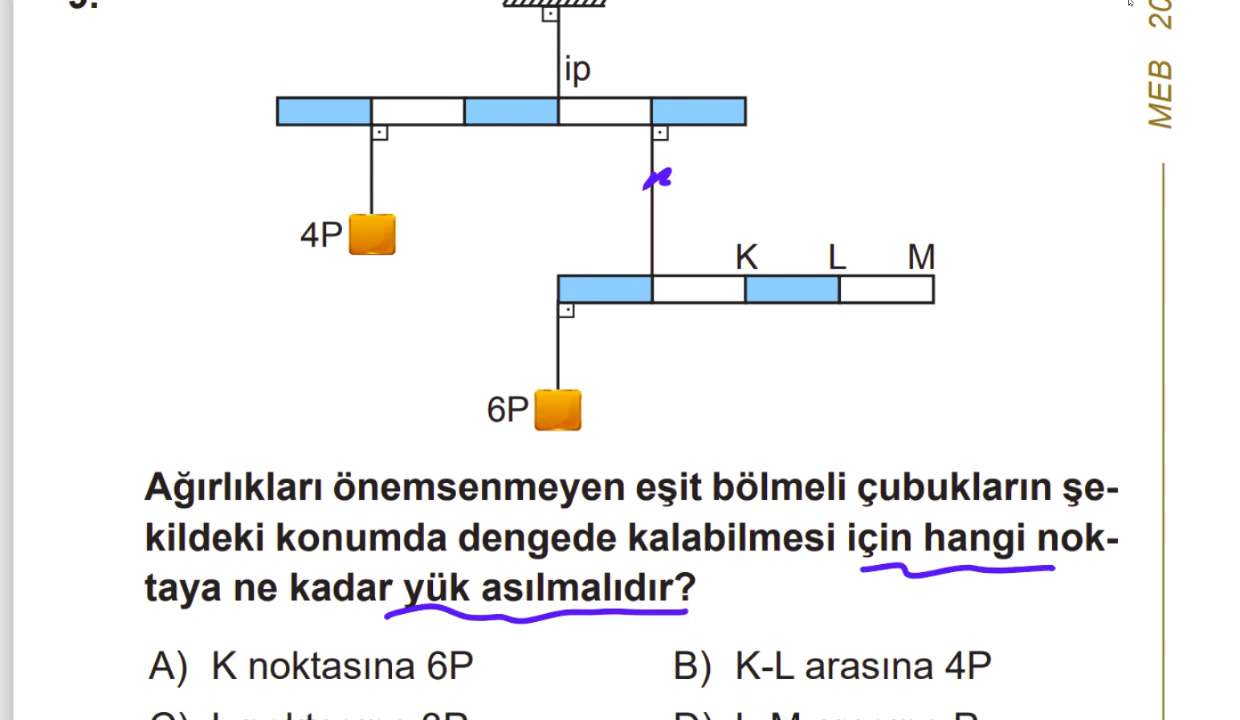 ip
4P
K L M
6P
Ağırlıkları önemsenmeyen eşit bölmeli çubukların şe-
kildeki konumda dengede kalabilmesi için hangi nok-
taya ne kadar yük asılmalıdır?
A) K noktasına 6P
B) K-L arasına 4P
MEB 20